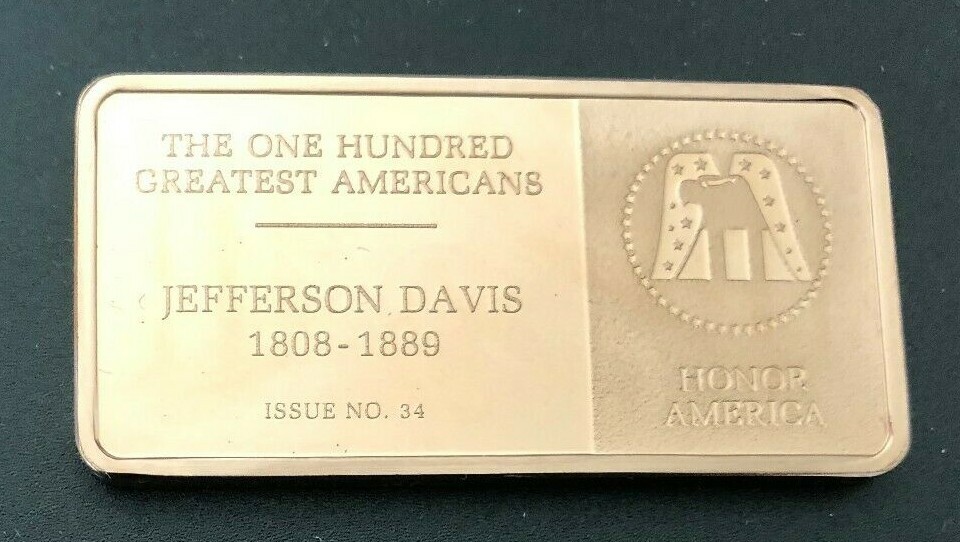 THE ONE HUNDRED
GREATEST AMERICANS
JEFFERSON DAVIS
1808-1889
ISSUE NO. 34
HONOR
AMERICA